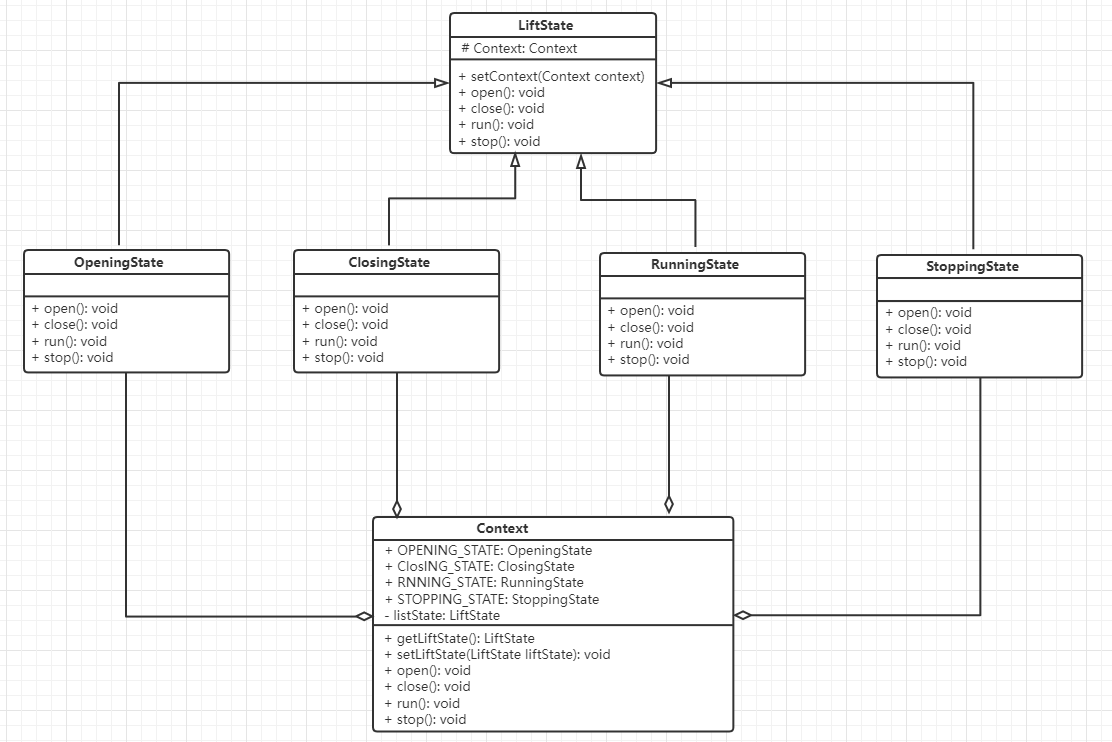 LiftState
# Context: Context
+ setContext(Context context)
+ open(): void
+ close(): void
+ run(): void
+ stop(): void
OpeningState
+ open(): void
+ close(): void
+ run(): void
+ stop(): void
ClosingState
+ open(): void
+ close(): void
+ run(): void
+ stop(): void
RunningState
+ open(): void
+ close(): void
+ run(): void
+ stop(): void
StoppingState
+ open(): void
+ close(): void
+ run(): void
+ stop(): void
Context
+ OPENING_STATE: OpeningState
+ ClosING_STATE: ClosingState
+ RNNING_STATE: RunningState
+ STOPPING_STATE: StoppingState
- listState: LiftState
+ getLiftState(): LiftState
+ setLiftState(LiftState liftState): void
+ open(): void
+ close(): void
+ run(): void
+ stop(): void